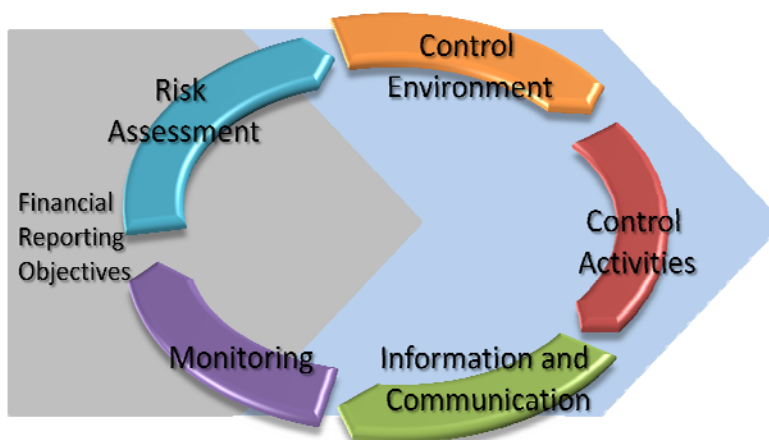 Control
Environment
Risk
Assessment
Financial
Reporting
Objectives
Control
Activities
Monitoring
Information and
Communication